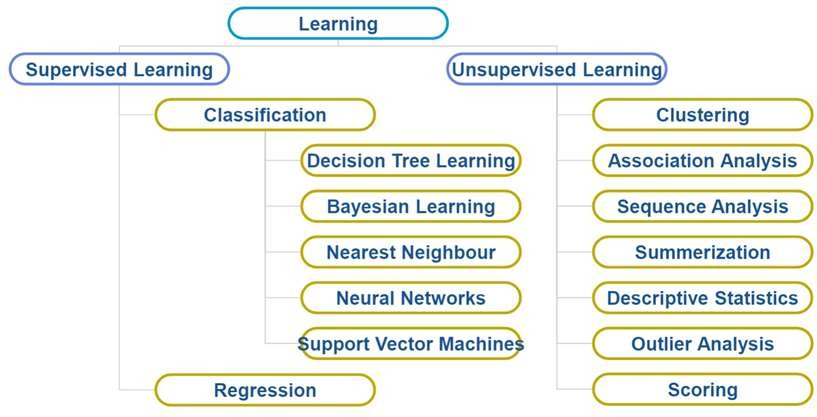 Learning
Supervised Learning
Unsupervised Learning
Classification
Clustering
Decision Tree Learning
Association Analysis
Bayesian Learning
Sequence Analysis
Nearest Neighbour
Summerization
Neural Networks
Descriptive Statistics
Support Vector Machines
Outlier Analysis
Regression
Scoring